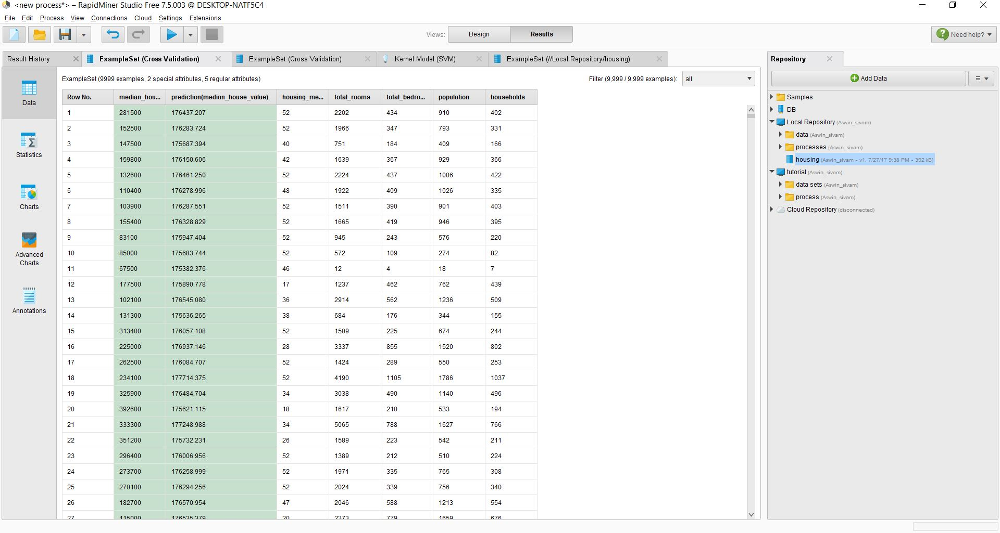 <new process*> – RapidMiner Studio Free 7.5.003 @ DESKTOP-NATF5C4
File Edit Process View Connections Cloud Settings Extensions
Views: Design Results Need help?
Result History ExampleSet (Cross Validation) ExampleSet (Cross Validation) Kernel Model (SVM) ExampleSet (//Local Repository/housing)
ExampleSet (9999 examples, 2 special attributes, 5 regular attributes) Filter (9,999 / 9,999 examples): all
Data
Statistics
Charts
Advanced
Charts
Annotations
Row No. median_hou... prediction(median_house_value) housing_me... total_rooms total_bedro... population households
1 281500 176437.207 52 2202 434 910 402
2 152500 176283.724 52 1966 347 793 331
3 147500 175687.394 40 751 184 409 166
4 159800 176150.606 42 1639 367 929 366
5 132600 176461.250 52 2224 437 1006 422
6 110400 176278.996 48 1922 409 1026 335
7 103900 176287.551 52 1511 390 901 403
8 155400 176328.829 52 1665 419 946 395
9 83100 175947.404 52 945 243 576 220
10 85000 175683.744 52 572 109 274 82
11 67500 175382.376 46 12 4 18 7
12 177500 175890.778 17 1237 462 762 439
13 102100 176545.080 36 2914 562 1236 509
14 131300 175636.265 38 684 176 344 155
15 313400 176057.108 52 1509 225 674 244
16 225000 176937.146 28 3337 855 1520 802
17 262500 176084.707 52 1424 289 550 253
18 234100 177714.375 52 4190 1105 1786 1037
19 325900 176484.704 34 3038 490 1140 496
20 392600 175621.115 18 1617 210 533 194
21 333300 177248.988 34 5065 788 1627 766
22 351200 175732.231 26 1589 223 542 211
23 296400 176006.956 52 1389 212 510 224
24 273700 176258.999 52 1971 335 765 308
25 270100 176294.256 52 2024 339 756 340
26 182700 176570.954 47 2046 588 1213 554
27 115000 176535.379 20 2373 779 1659 676
Repository
Add Data
Samples
DB
Local Repository (Aswin_sivam)
data (Aswin_sivam)
processes (Aswin_sivam)
housing (Aswin_sivam - v1, 7/27/17 9:38 PM - 392 kB)
tutorial (Aswin_sivam)
data sets (Aswin_sivam)
process (Aswin_sivam)
Cloud Repository (disconnected)